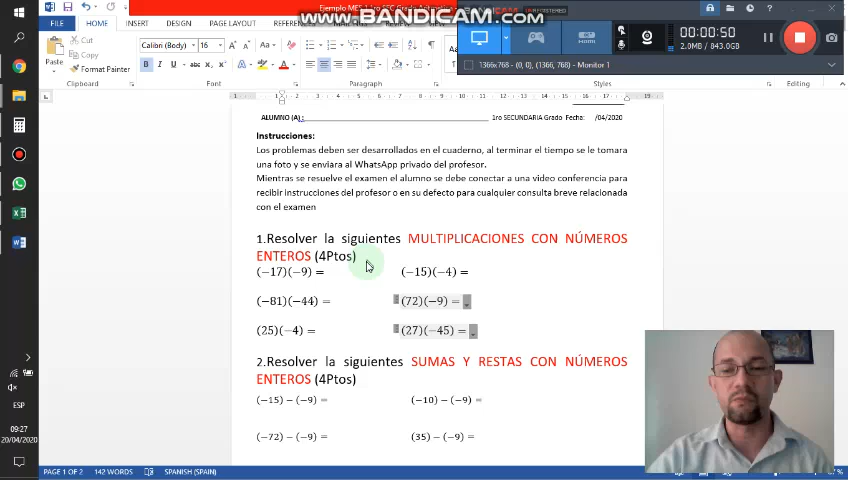 Ejemplo MES 1 1ro SEC Grado
www.BANDICAM.com
FILE HOME INSERT DESIGN PAGE LAYOUT
Cut
Copy
Format Painter
Paste
Clipboard
Calibri (Body) 16
Font
Paragraph
Styles
Editing
HDMI
00:00:50
2.0MB / 843.0GB
1366x768 - (0, 0), (1366, 768) - Monitor 1
ALUMNO (A) : 1ro SECUNDARIA Grado Fecha: /04/2020
Instrucciones:
Los problemas deben ser desarrollados en el cuaderno, al terminar el tiempo se le tomara
una foto y se enviara al WhatsApp privado del profesor.
Mientras se resuelve el examen el alumno se debe conectar a una video conferencia para
recibir instrucciones del profesor o en su defecto para cualquier consulta breve relacionada
con el examen
1.Resolver la siguientes MULTIPLICACIONES CON NÚMEROS
ENTEROS (4Ptos)
(−17)(−9) = (−15)(−4) =
(−81)(−44) = (72)(−9) =
(25)(−4) = (27)(−45) =
2.Resolver la siguientes SUMAS Y RESTAS CON NÚMEROS
ENTEROS (4Ptos)
(−15) − (−9) = (−10) − (−9) =
(−72) − (−9) = (35) − (−9) =
ESP
09:27
20/04/2020
PAGE 1 OF 2 142 WORDS SPANISH (SPAIN)